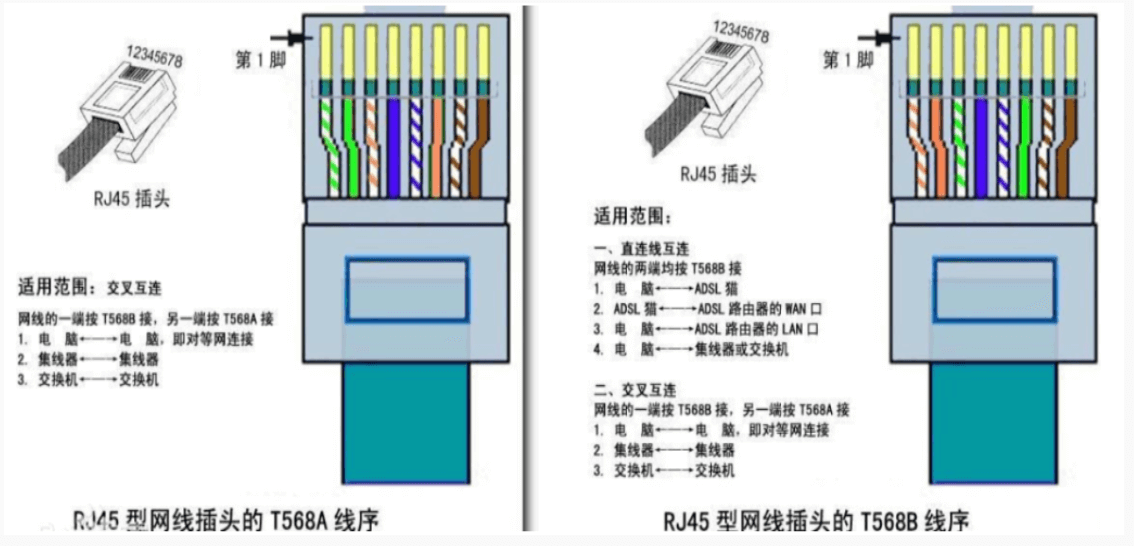 12345678
第1脚
RJ45 插头
适用范围：交叉互连
网线的一端按 T568B 接，另一端按 T568A 接
1. 电 脑←——→电 脑，即对等网连接
2. 集线器←——→集线器
3. 交换机←——→交换机
RJ45 型网线插头的 T568A 线序
12345678
第1脚
RJ45 插头
适用范围：
一、直连线互连
网线的两端均按 T568B 接
1. 电 脑←——→ADSL 猫
2. ADSL 猫←——→ADSL 路由器的 WAN 口
3. 电 脑←——→ADSL 路由器的 LAN 口
4. 电 脑←——→集线器或交换机
二、交叉互连
网线的一端按 T568B 接，另一端按 T568A 接
1. 电 脑←——→电 脑，即对等网连接
2. 集线器←——→集线器
3. 交换机←——→交换机
RJ45 型网线插头的 T568B 线序